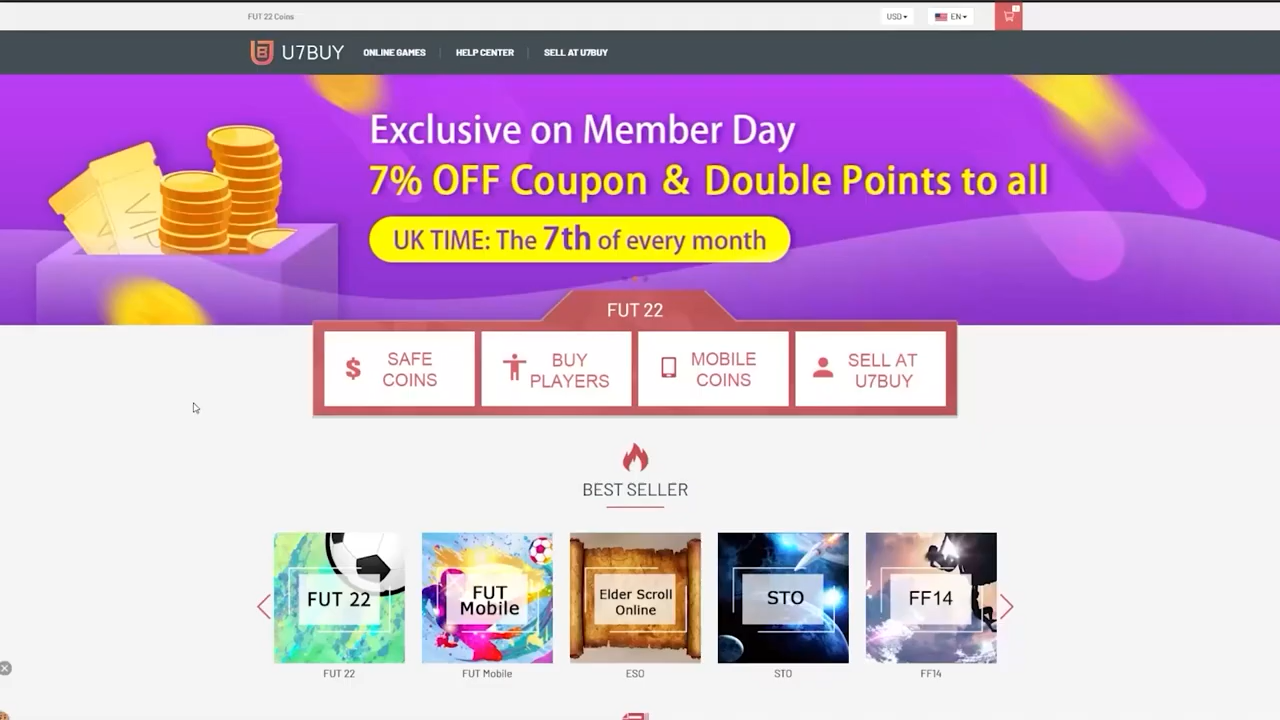 FUT 22 Coins
USD
EN
U7BUY
ONLINE GAMES
HELP CENTER
SELL AT U7BUY
Exclusive on Member Day
7% OFF Coupon & Double Points to all
UK TIME: The 7th of every month
VIP
FUT 22
SAFE
COINS
BUY
PLAYERS
MOBILE
COINS
SELL AT
U7BUY
BEST SELLER
FUT 22
FUT
Mobile
Elder Scroll
Online
STO
FF14
FUT 22
FUT Mobile
ESO
STO
FF14